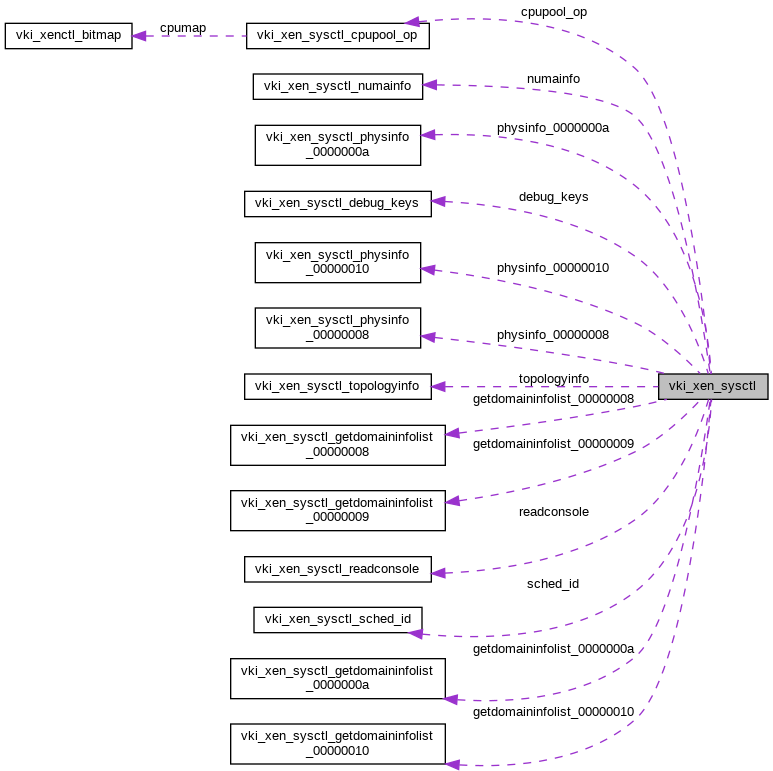 cpupool_op
vki_xenctl_bitmap
cpumap
vki_xen_sysctl_cpupool_op
numainfo
vki_xen_sysctl_numainfo
physinfo_0000000a
vki_xen_sysctl_physinfo
_0000000a
debug_keys
vki_xen_sysctl_debug_keys
vki_xen_sysctl_physinfo
_00000010
physinfo_00000010
vki_xen_sysctl_physinfo
_00000008
physinfo_00000008
vki_xen_sysctl_topologyinfo
topologyinfo
vki_xen_sysctl
getdomaininfolist_00000008
vki_xen_sysctl_getdomaininfolist
_00000008
getdomaininfolist_00000009
vki_xen_sysctl_getdomaininfolist
_00000009
readconsole
vki_xen_sysctl_readconsole
sched_id
vki_xen_sysctl_sched_id
getdomaininfolist_0000000a
vki_xen_sysctl_getdomaininfolist
_0000000a
getdomaininfolist_00000010
vki_xen_sysctl_getdomaininfolist
_00000010